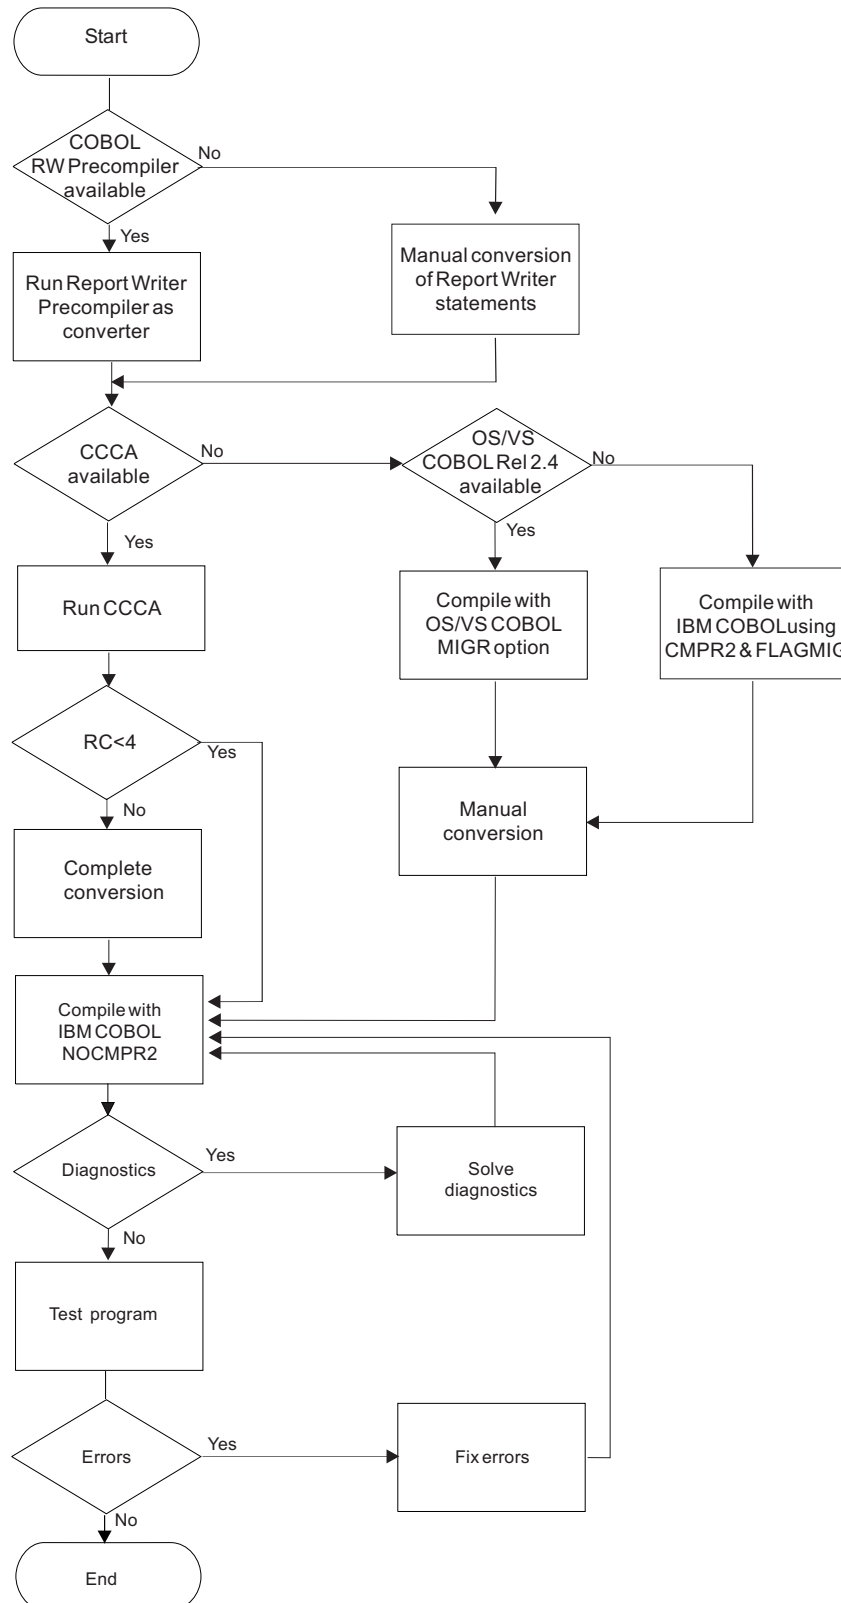 Start
COBOL
RW Precompiler
available
No
Yes
Run Report Writer
Precompiler as
converter
Manual conversion
of Report Writer
statements
CCCA
available
No
OS/VS
COBOL Rel 2.4
available
No
Yes
Yes
Run CCCA
Compile with
OS/VS COBOL
MIGR option
Compile with
IBM COBOL using
CMPR2 & FLAGMIG
RC<4
Yes
No
Manual
conversion
Complete
conversion
Compile with
IBM COBOL
NOCMPR2
Diagnostics
Yes
No
Solve
diagnostics
Test program
Errors
Yes
No
Fix errors
End